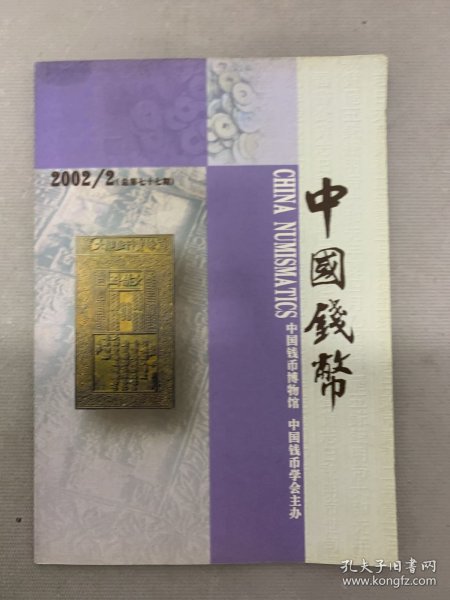 2002/2(总第七十七期)
中國錢幣
CHINA NUMISMATICS
中国钱币博物馆 中国钱币学会主办
孔夫子旧书网
www.kongfz.com